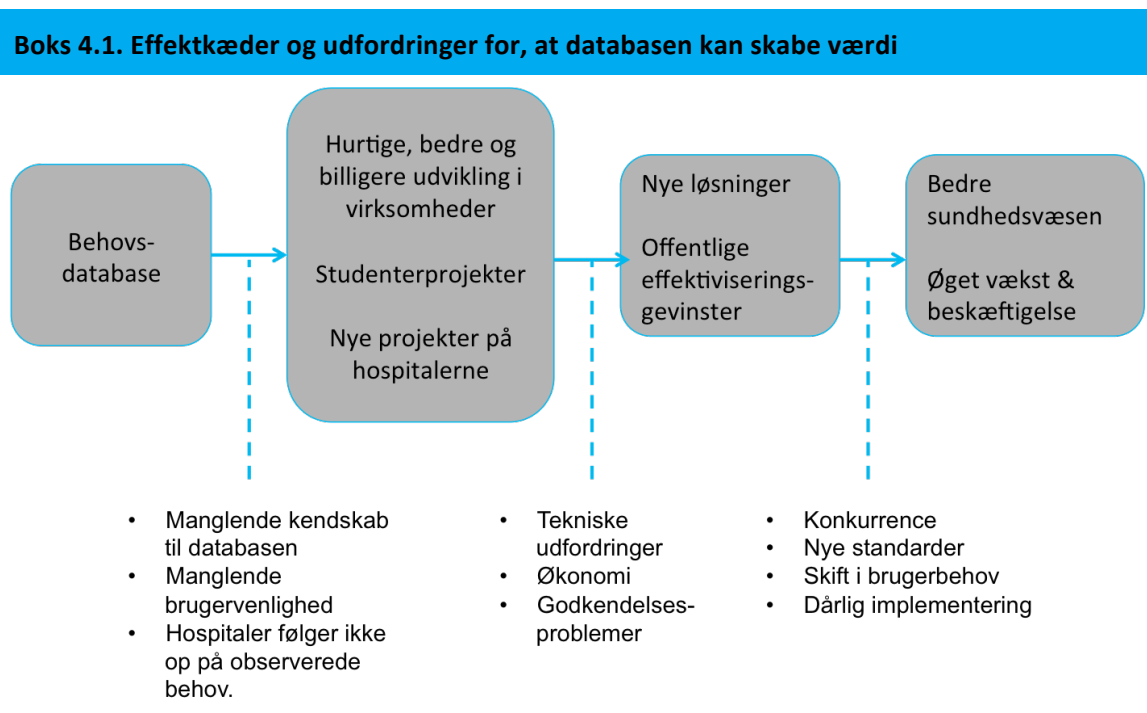 Boks 4.1. Effektkæder og udfordringer for, at databasen kan skabe værdi
Behovs-
database
Hurtige, bedre og
billigere udvikling i
virksomheder
Studenterprojekter
Nye projekter på
hospitalerne
Nye løsninger
Offentlige
effektiviserings-
gevinster
Bedre
sundhedsvæsen
Øget vækst &
beskæftigelse
• Manglende kendskab
til databasen
• Manglende
brugervenlighed
• Hospitaler følger ikke
op på observerede
behov.
• Tekniske
udfordringer
• Økonomi
• Godkendelses-
problemer
• Konkurrence
• Nye standarder
• Skift i brugerbehov
• Dårlig implementering